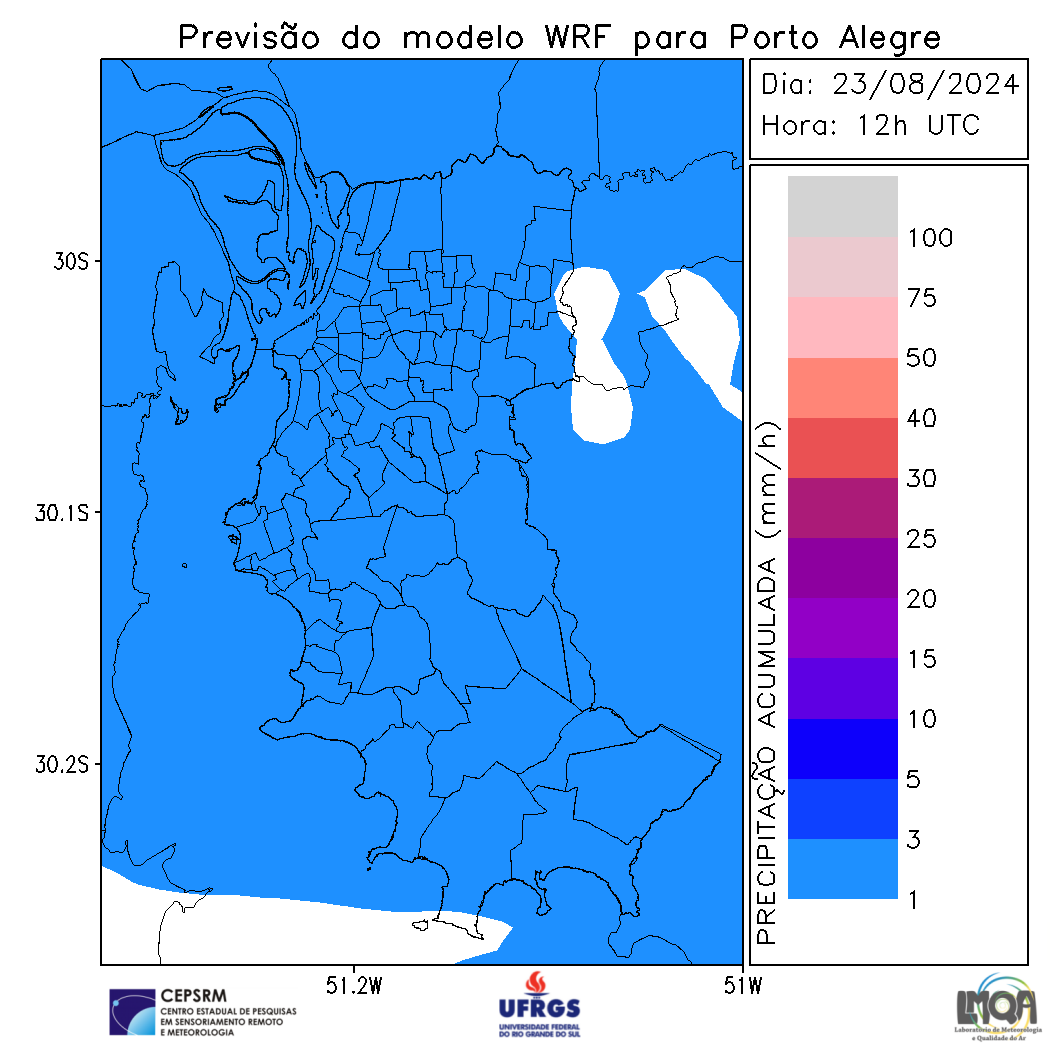 Previsão do modelo WRF para Porto Alegre
Dia: 23/08/2024
Hora: 12h UTC
30S
30.1S
30.2S
51.2W
51W
PRECIPITAÇÃO ACUMULADA (mm/h)
100
75
50
40
30
25
20
15
10
5
3
1
CEPSRM
CENTRO ESTADUAL DE PESQUISAS
EM SENSORIAMENTO REMOTO
E METEOROLOGIA
UFRGS
UNIVERSIDADE FEDERAL
DO RIO GRANDE DO SUL
LMQA
Laboratório de Meteorologia
e Qualidade do Ar